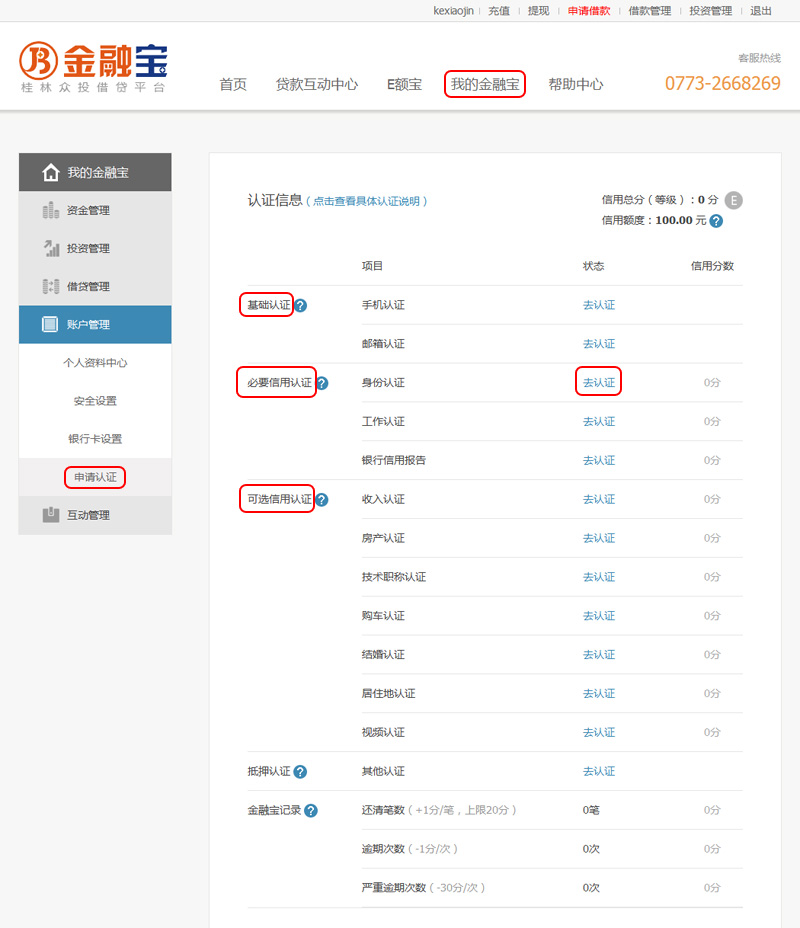 kexiaojin 充值 提现 申请借款 借款管理 投资管理 退出
金融宝
桂林众投借贷平台
首页 贷款互动中心 E额宝 我的金融宝 帮助中心
客服热线
0773-2668269
我的金融宝
资金管理
投资管理
借贷管理
账户管理
个人资料中心
安全设置
银行卡设置
申请认证
互动管理
认证信息（点击查看具体认证说明）
信用总分（等级）：0 分 E
信用额度：100.00 元 ?
项目 状态 信用分数
基础认证 ? 手机认证 去认证
邮箱认证 去认证
必要信用认证 ? 身份认证 去认证 0分
工作认证 去认证 0分
银行信用报告 去认证 0分
可选信用认证 ? 收入认证 去认证 0分
房产认证 去认证 0分
技术职称认证 去认证 0分
购车认证 去认证 0分
结婚认证 去认证 0分
居住地认证 去认证 0分
视频认证 去认证 0分
抵押认证 ? 其他认证 去认证
金融宝记录 ? 还清笔数（+1分/笔，上限20分） 0笔 0分
逾期次数（-1分/次） 0次 0分
严重逾期次数（-30分/次） 0次 0分